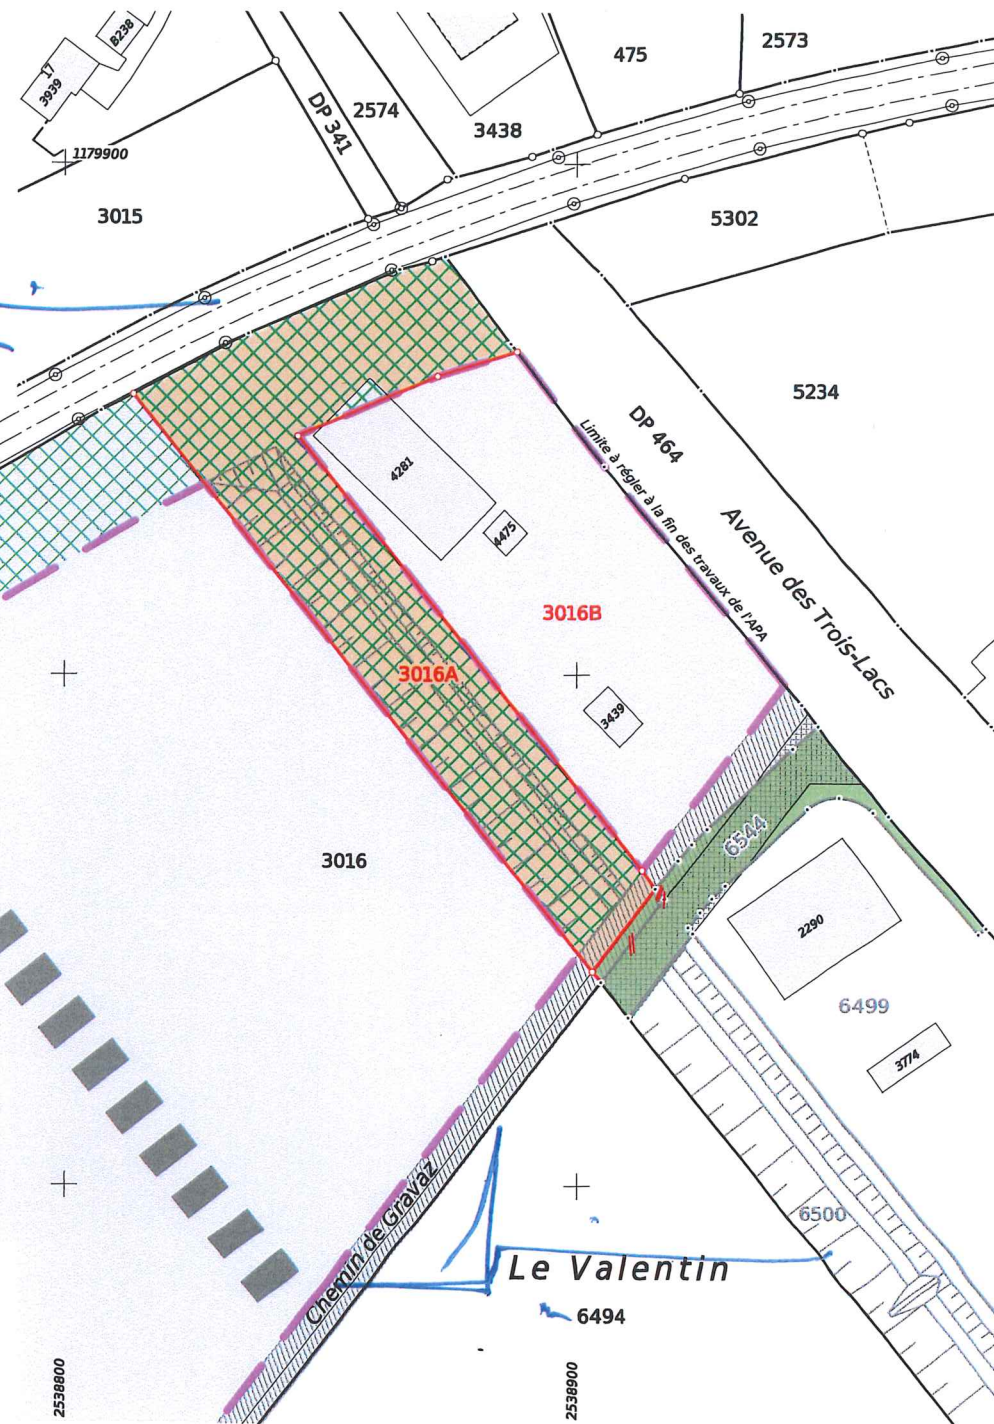 B238
475
2573
17
3939
DP 341
2574
3438
1179900
3015
5302
5234
DP 464
Limite à régler à la fin des travaux de l'APA
Avenue des Trois-Lacs
4281
4475
3016B
3016A
3439
3016
6544
2290
6499
3774
Chemin de Gravaz
6500
Le Valentin
6494
2538800
2538900